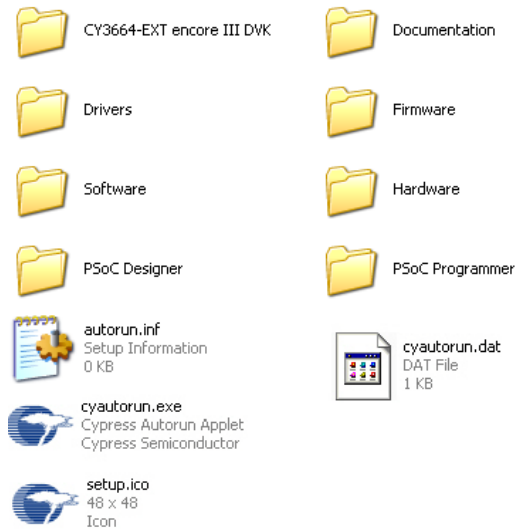 CY3664-EXT encore III DVK
Documentation
Drivers
Firmware
Software
Hardware
PSoC Designer
PSoC Programmer
autorun.inf
Setup Information
0 KB
cyautorun.dat
DAT File
1 KB
cyautorun.exe
Cypress Autorun Applet
Cypress Semiconductor
setup.ico
48 x 48
Icon